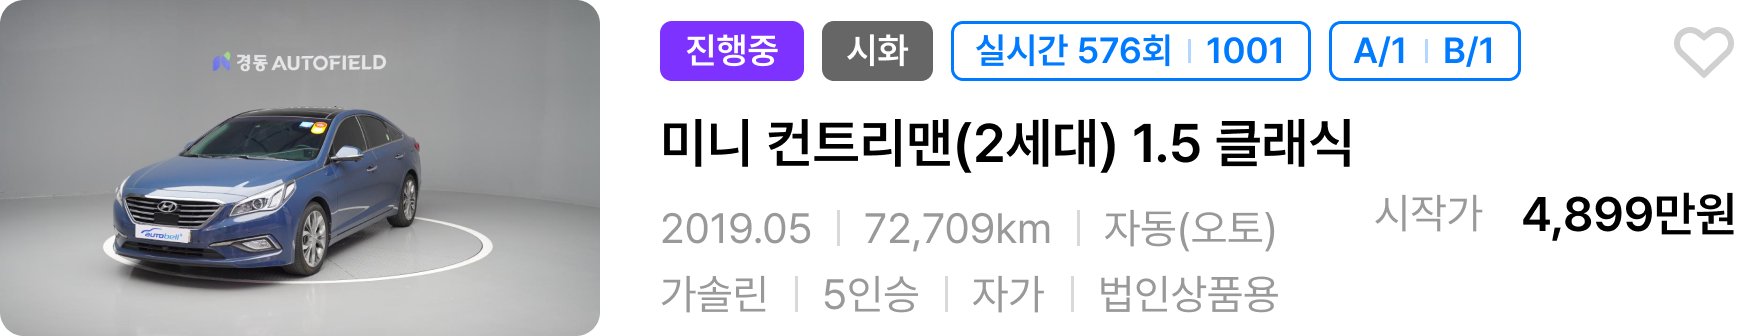 경동 AUTOFIELD
autobell
진행중 시화 실시간 576회 | 1001 A/1 | B/1
미니 컨트리맨(2세대) 1.5 클래식
2019.05 | 72,709km | 자동(오토)
시작가 4,899만원
가솔린 | 5인승 | 자가 | 법인상품용